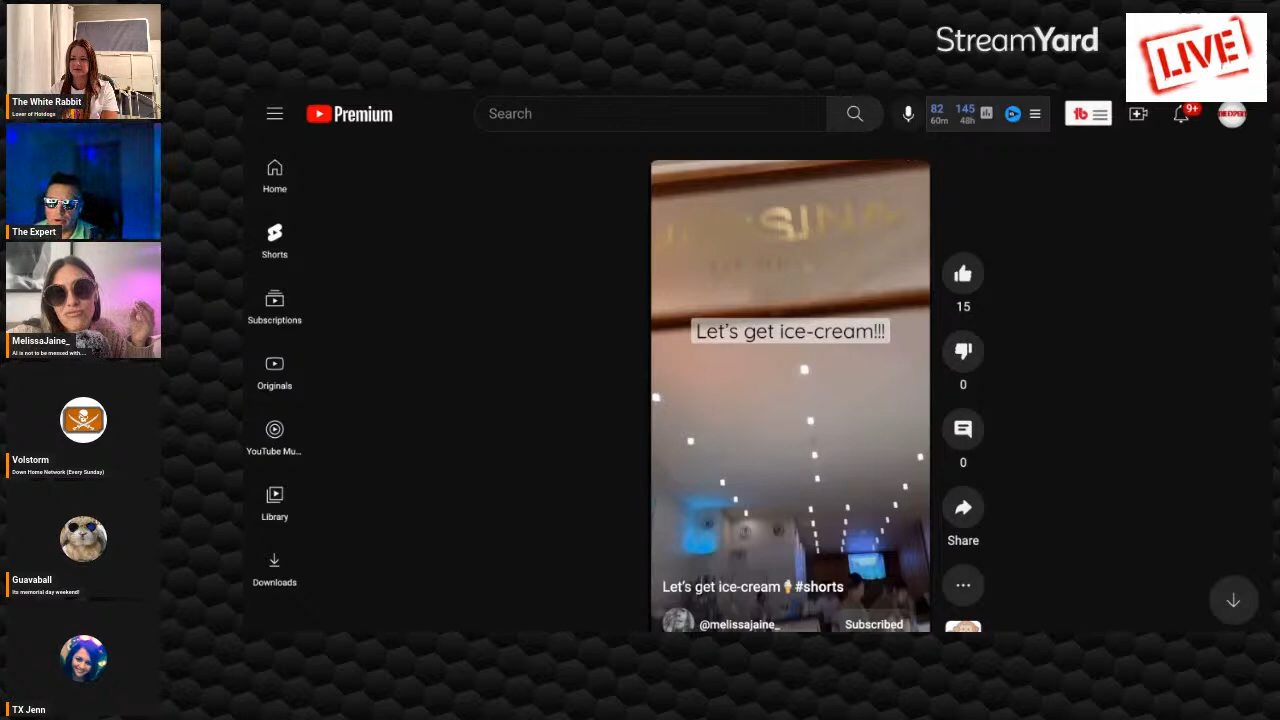 The White Rabbit
Lover of Hotdogs
The Expert
MelissaJaine_
AI is not to be messed with....
Volstorm
Down Home Network (Every Sunday)
Guavaball
Its memorial day weekend!
TX Jenn
StreamYard
LIVE
Premium
Search
82
60m
145
48h
tb
9+
THE EXPERT
Home
Shorts
Subscriptions
Originals
YouTube Mu...
Library
Downloads
Let's get ice-cream!!!
Let's get ice-cream🍦#shorts
@melissajaine_
Subscribed
15
0
0
Share